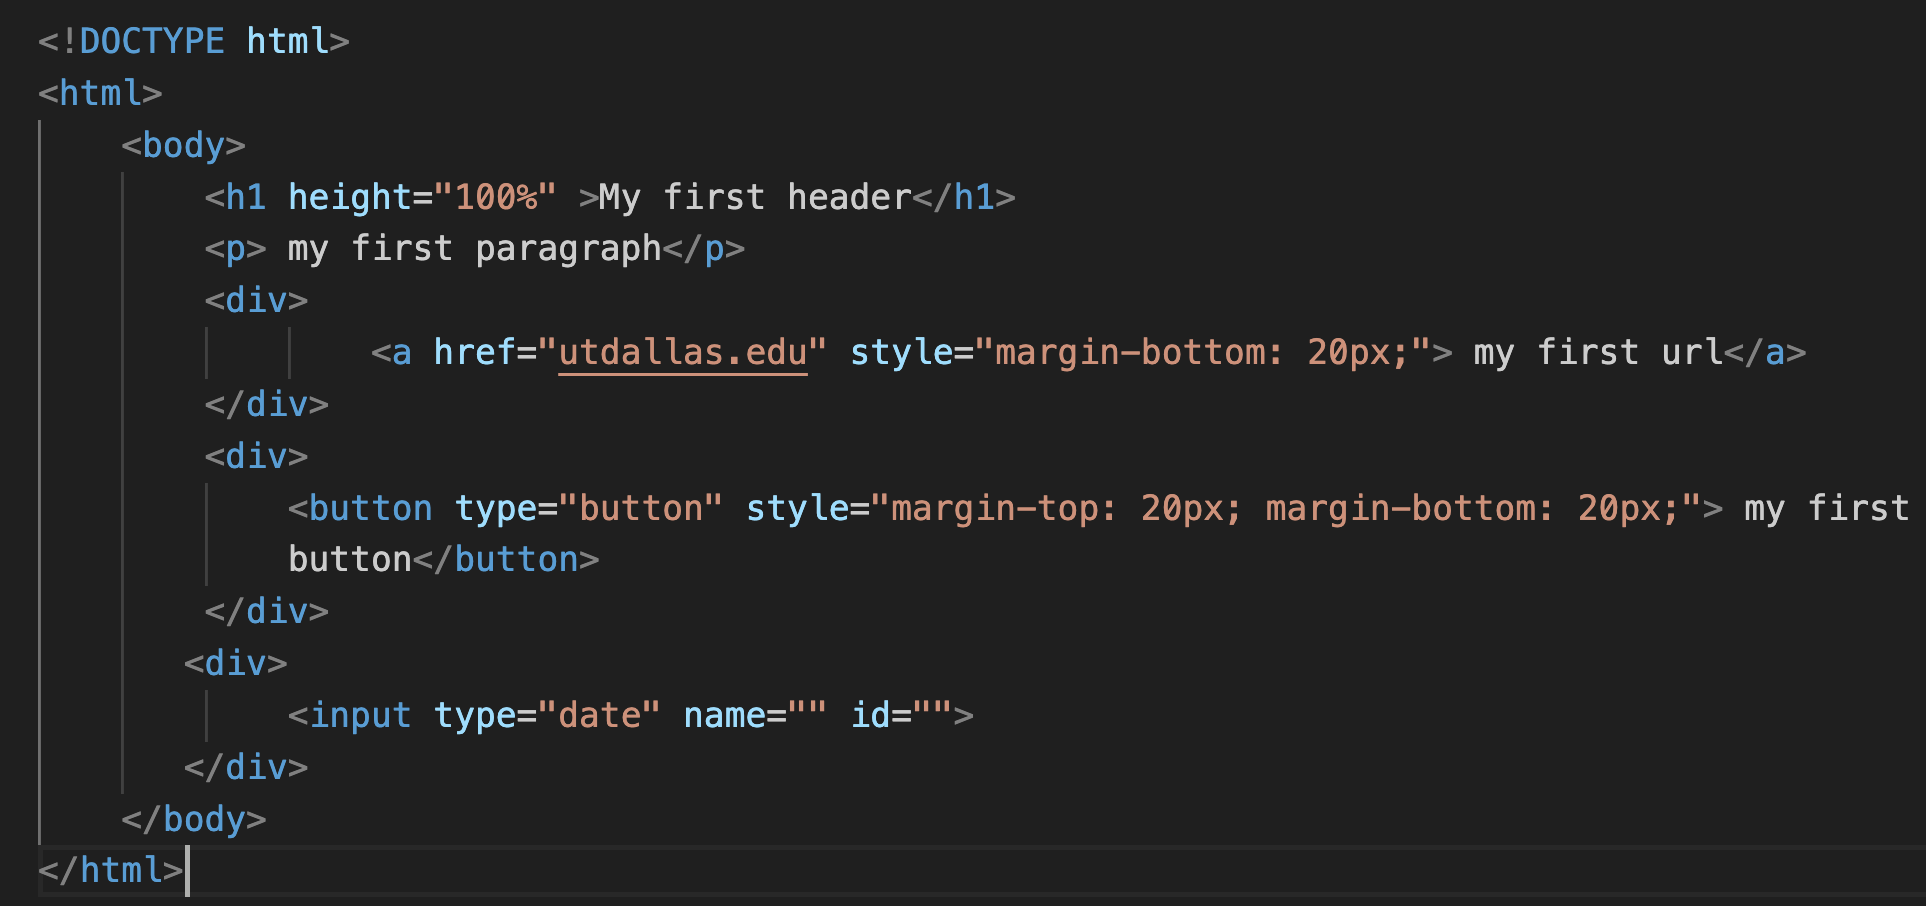 <!DOCTYPE html>
<html>
<body>
<h1 height="100%" >My first header</h1>
<p> my first paragraph</p>
<div>
<a href="utdallas.edu" style="margin-bottom: 20px;"> my first url</a>
</div>
<div>
<button type="button" style="margin-top: 20px; margin-bottom: 20px;"> my first
button</button>
</div>
<div>
<input type="date" name="" id="">
</div>
</body>
</html>